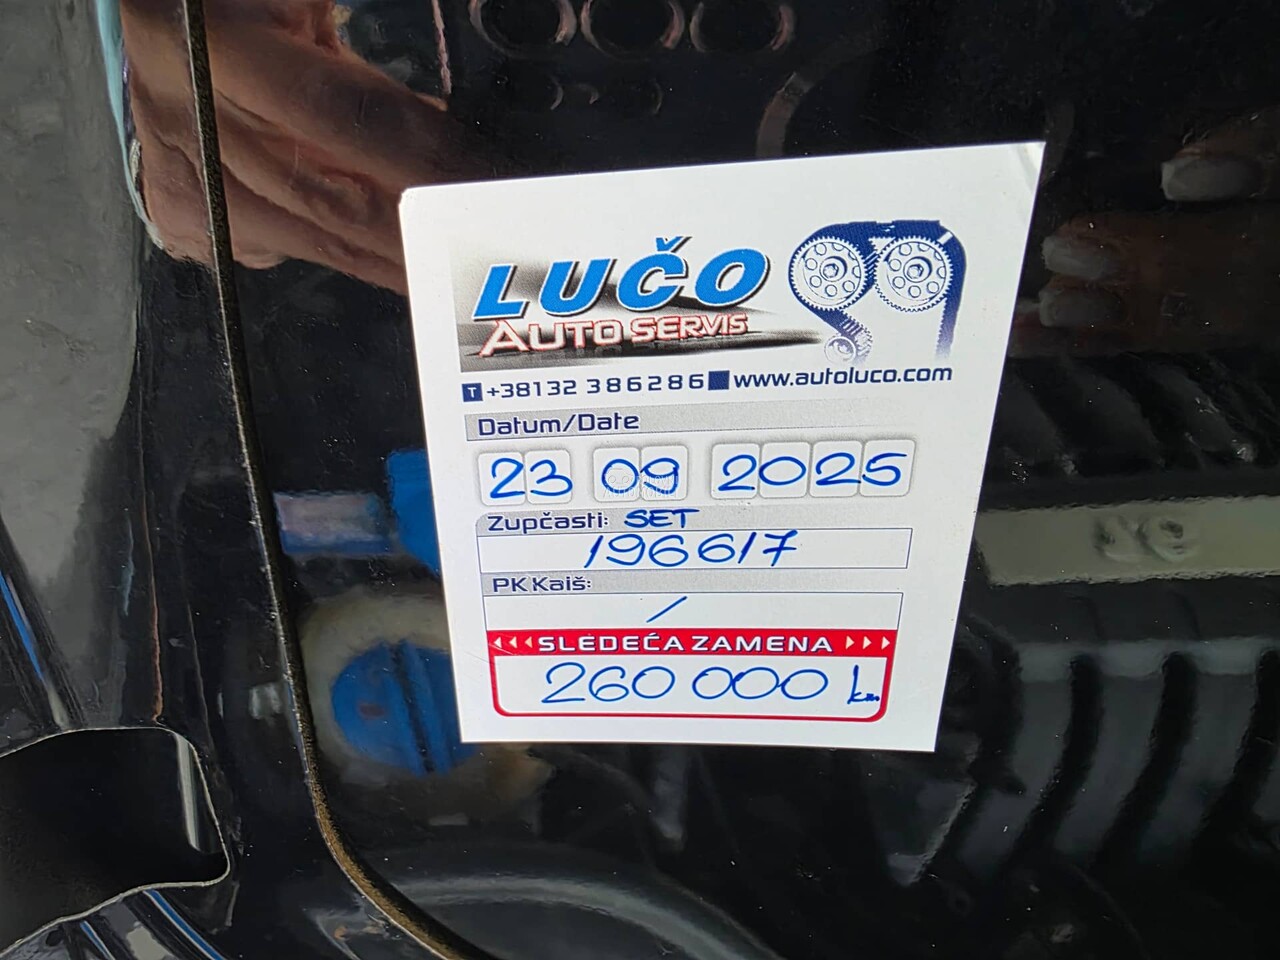 LUČO
AUTO SERVIS
T +38132 386286 www.autoluco.com
Datum/Date
23 09 2025
Zupčasti: SET
196617
PK Kaiš:
/
SLEDEĆA ZAMENA
260 000 km